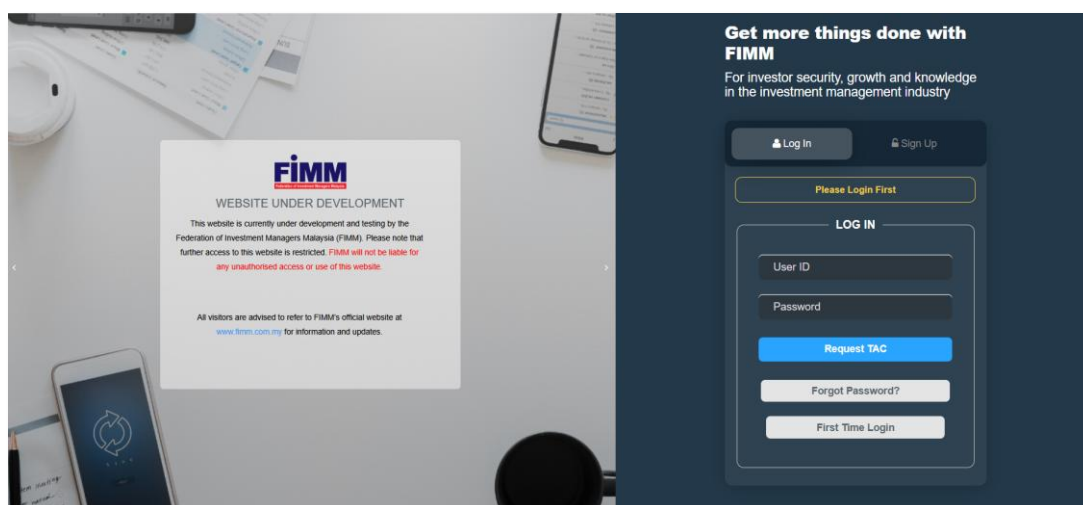 FiMM
Federation of Investment Managers Malaysia
WEBSITE UNDER DEVELOPMENT
This website is currently under development and testing by the
Federation of Investment Managers Malaysia (FIMM). Please note that
further access to this website is restricted. FIMM will not be liable for
any unauthorised access or use of this website.
All visitors are advised to refer to FIMM's official website at
www.fimm.com.my for information and updates.
Get more things done with
FIMM
For investor security, growth and knowledge
in the investment management industry
Log In
Sign Up
Please Login First
LOG IN
User ID
Password
Request TAC
Forgot Password?
First Time Login